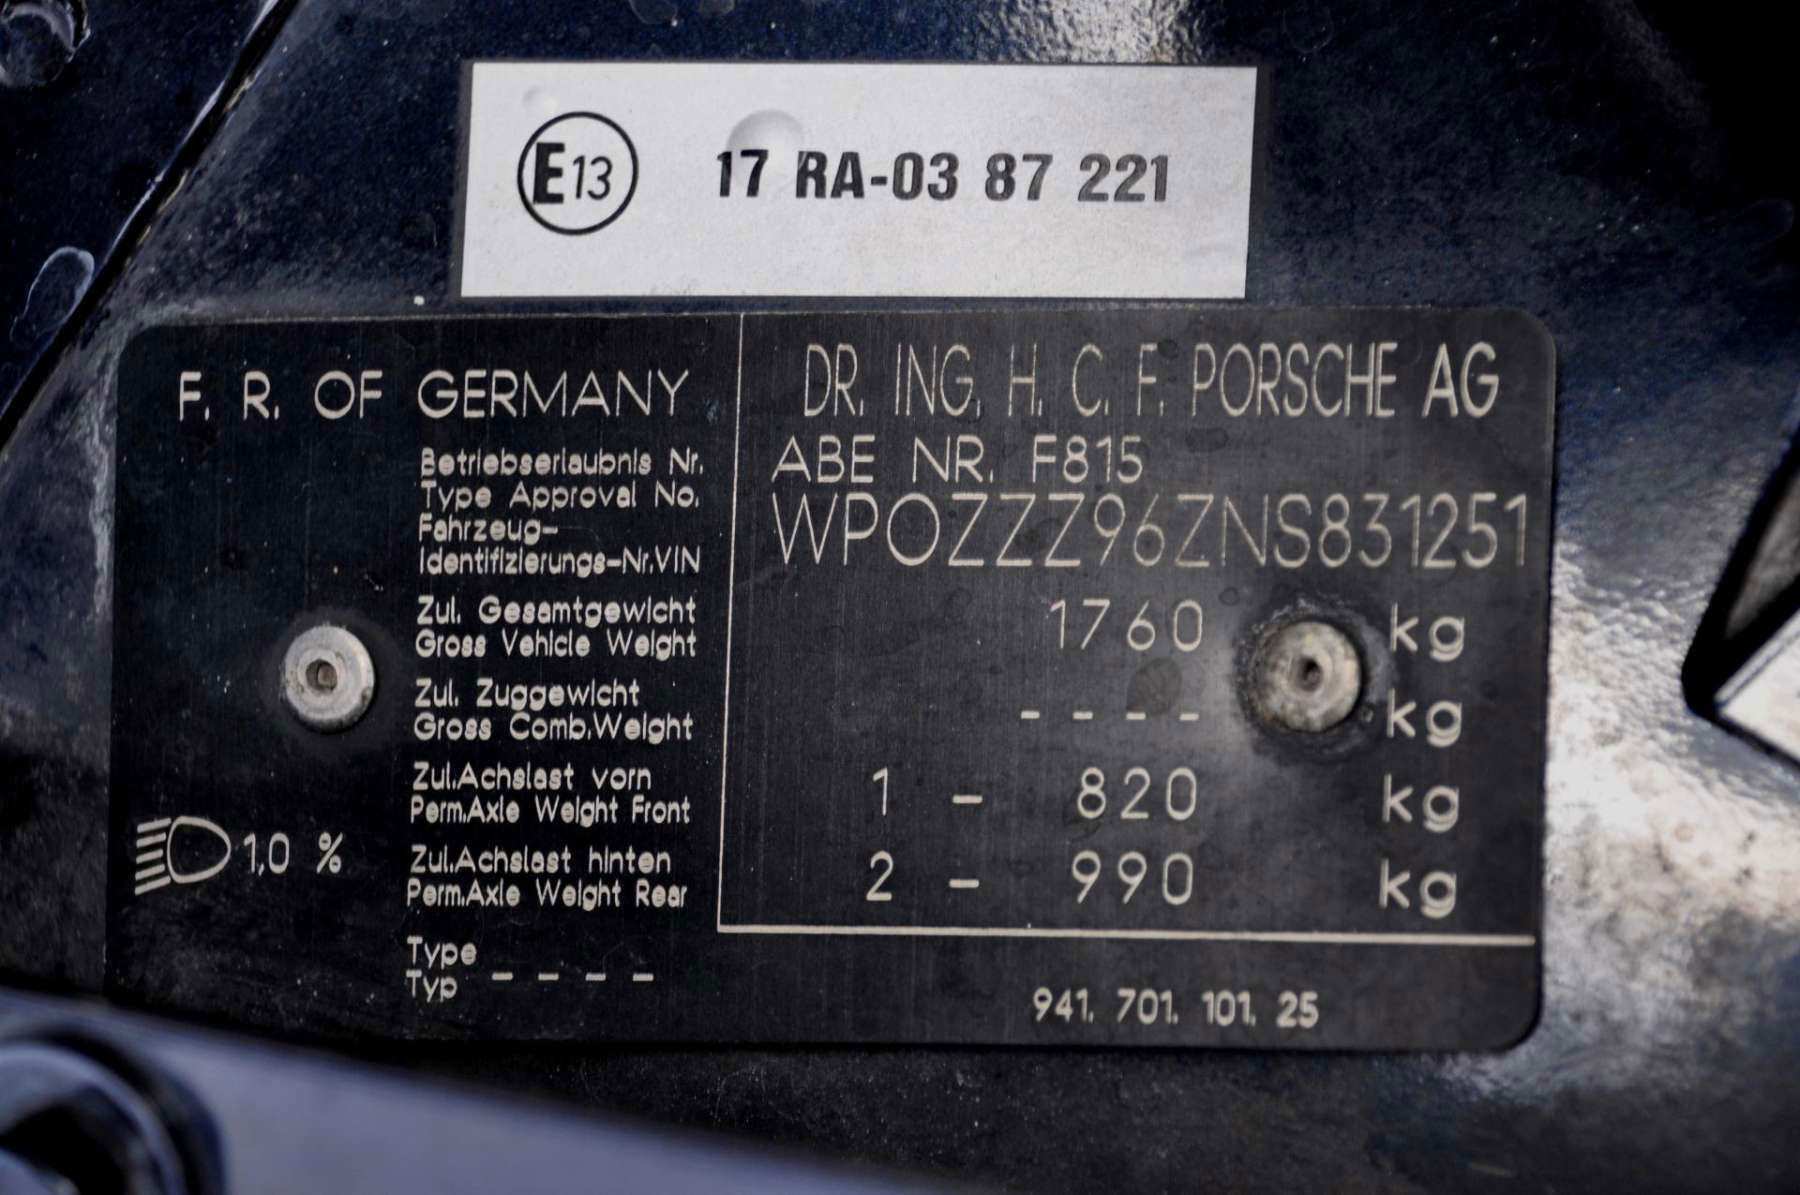 E13 17 RA-03 87 221
F. R. OF GERMANY
DR. ING. H. C. F. PORSCHE AG
Betriebserlaubnis Nr.
Type Approval No.
ABE NR. F815
Fahrzeug-
Identifizierungs-Nr.VIN
WPOZZZ96ZNS831251
Zul. Gesamtgewicht
Gross Vehicle Weight
1760 kg
Zul. Zuggewicht
Gross Comb.Weight
- - - - kg
Zul.Achslast vorn
Perm.Axle Weight Front
1 - 820 kg
1,0 %
Zul.Achslast hinten
Perm.Axle Weight Rear
2 - 990 kg
Type
Typ - - - -
941. 701. 101. 25